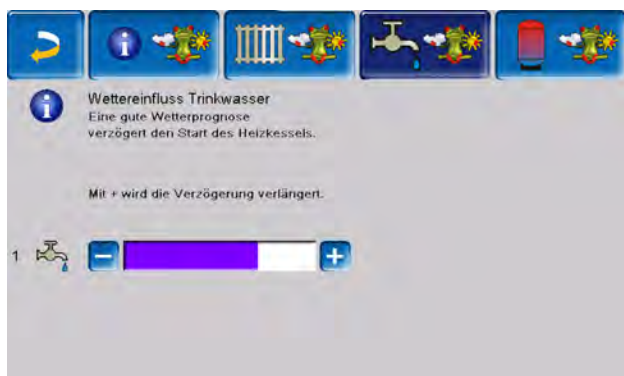 Wettereinfluss Trinkwasser
Eine gute Wetterprognose
verzögert den Start des Heizkessels.
Mit + wird die Verzögerung verlängert.
1